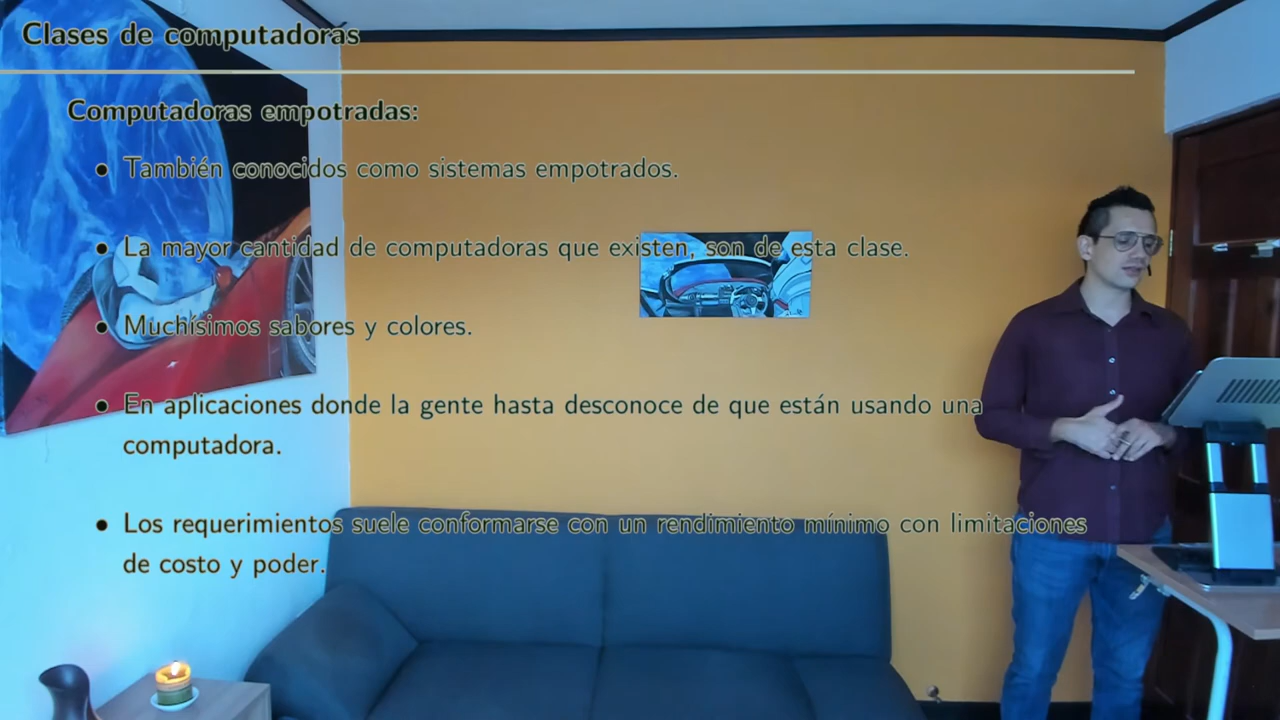 Clases de computadoras
Computadoras empotradas:
• También conocidos como sistemas empotrados.
• La mayor cantidad de computadoras que existen, son de esta clase.
• Muchísimos sabores y colores.
• En aplicaciones donde la gente hasta desconoce de que están usando una
computadora.
• Los requerimientos suele conformarse con un rendimiento mínimo con limitaciones
de costo y poder.